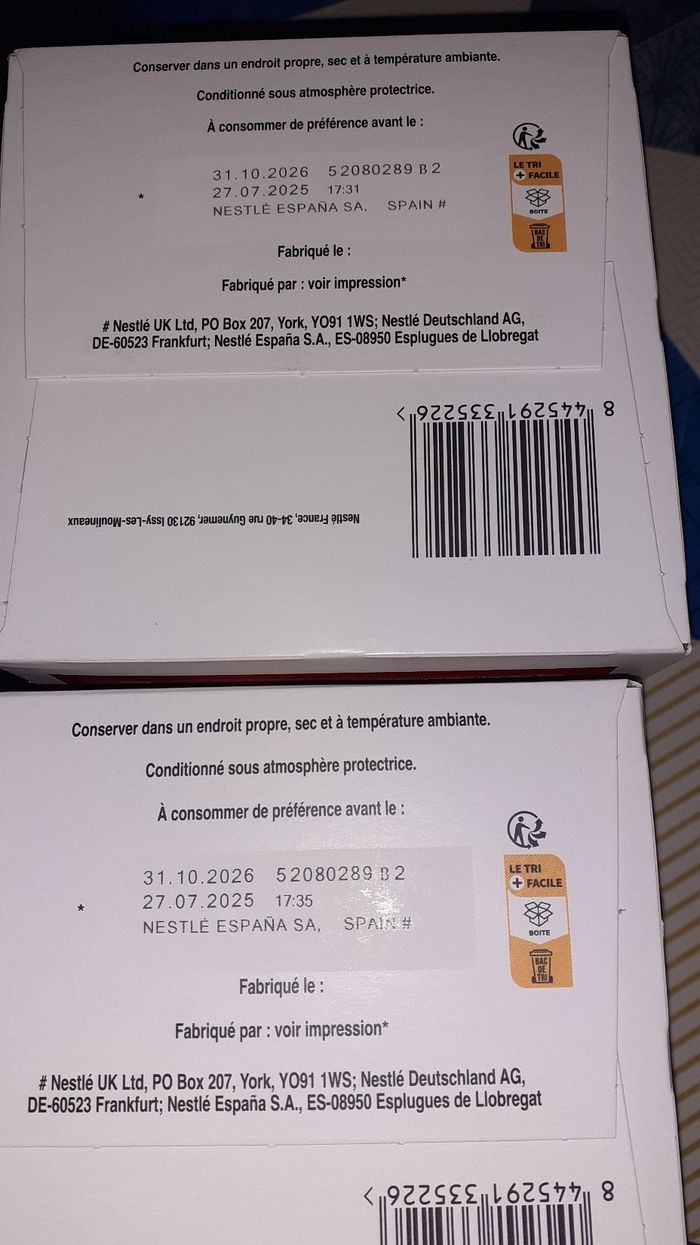 Conserver dans un endroit propre, sec et à température ambiante.
Conditionné sous atmosphère protectrice.
À consommer de préférence avant le :
31.10.2026 52080289 B 2
* 27.07.2025 17:31
NESTLÉ ESPAÑA SA, SPAIN #
LE TRI
+ FACILE
BOITE
BAC
DE
TRI
Fabriqué le :
Fabriqué par : voir impression*
# Nestlé UK Ltd, PO Box 207, York, YO91 1WS; Nestlé Deutschland AG,
DE-60523 Frankfurt; Nestlé España S.A., ES-08950 Esplugues de Llobregat
8 445291 335226 >
Nestlé France, 34-40 rue Guynemer, 92130 Issy-Les-Moulineaux
Conserver dans un endroit propre, sec et à température ambiante.
Conditionné sous atmosphère protectrice.
À consommer de préférence avant le :
31.10.2026 52080289 B 2
* 27.07.2025 17:35
NESTLÉ ESPAÑA SA, SPAIN #
LE TRI
+ FACILE
BOITE
BAC
DE
TRI
Fabriqué le :
Fabriqué par : voir impression*
# Nestlé UK Ltd, PO Box 207, York, YO91 1WS; Nestlé Deutschland AG,
DE-60523 Frankfurt; Nestlé España S.A., ES-08950 Esplugues de Llobregat
8 445291 335226 >